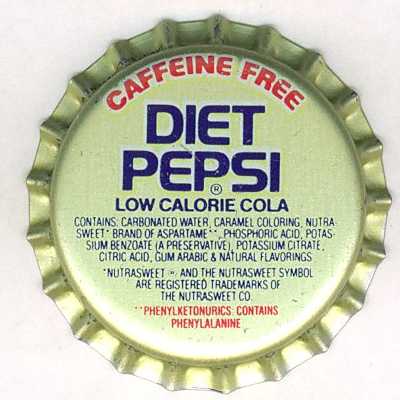 CAFFEINE FREE
DIET
PEPSI
®
LOW CALORIE COLA
CONTAINS: CARBONATED WATER, CARAMEL COLORING, NUTRA-
SWEET* BRAND OF ASPARTAME**, PHOSPHORIC ACID, POTAS-
SIUM BENZOATE (A PRESERVATIVE), POTASSIUM CITRATE,
CITRIC ACID, GUM ARABIC & NATURAL FLAVORINGS
*NUTRASWEET ® AND THE NUTRASWEET SYMBOL
ARE REGISTERED TRADEMARKS OF
THE NUTRASWEET CO.
**PHENYLKETONURICS: CONTAINS
PHENYLALANINE